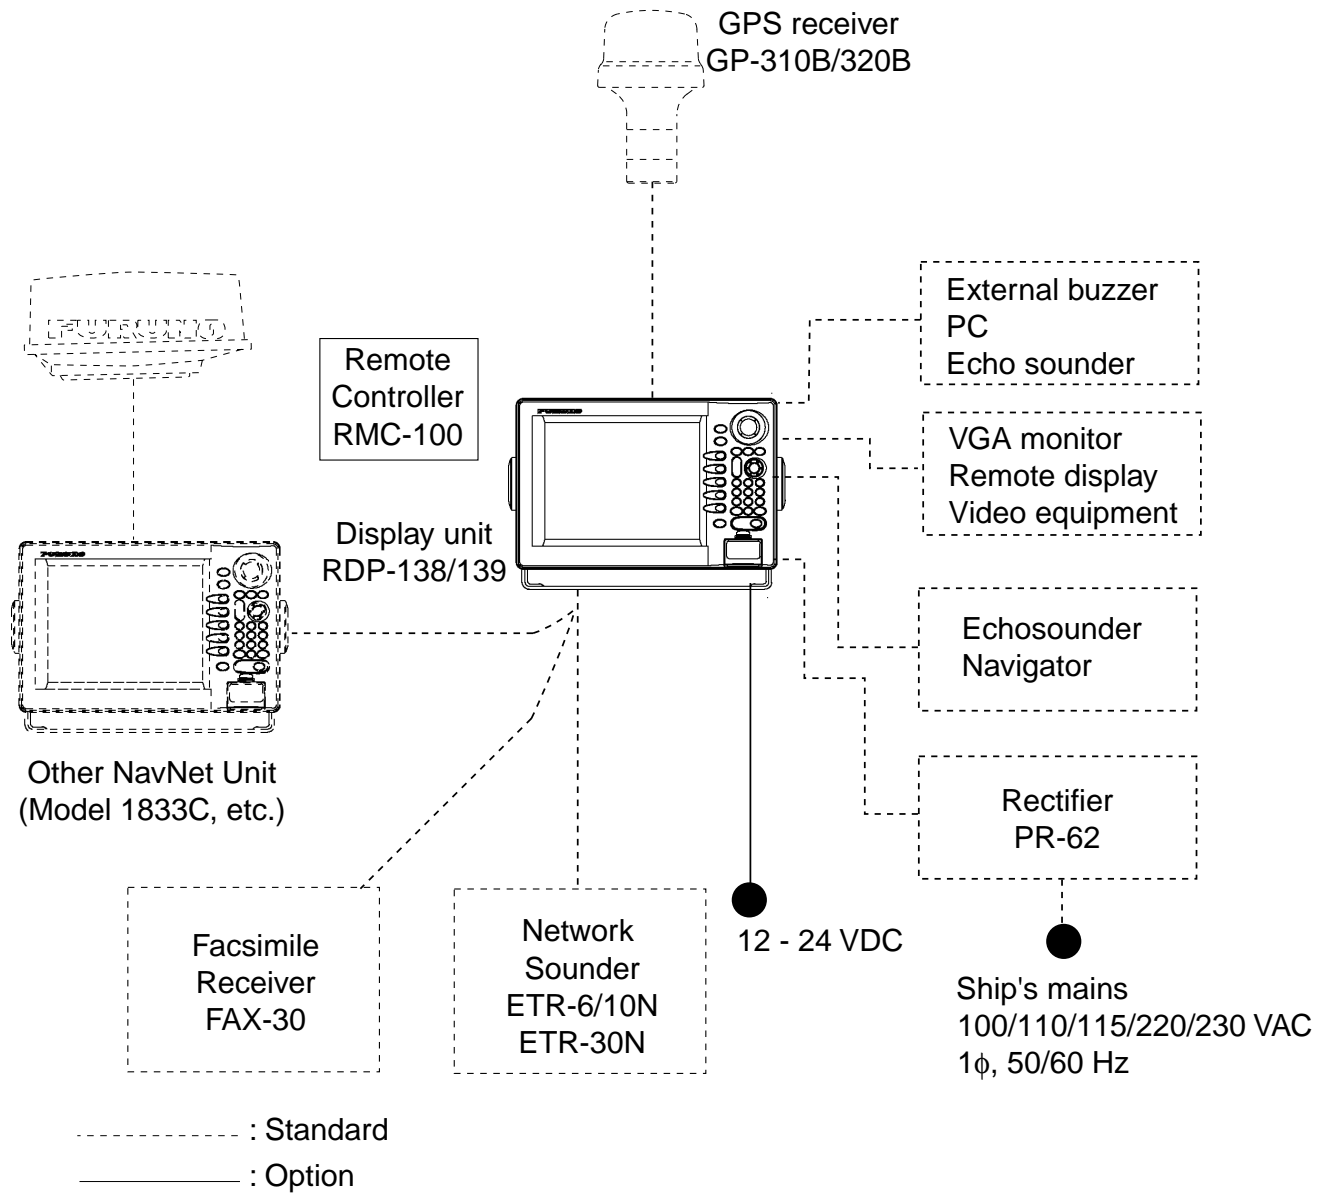 GPS receiver
GP-310B/320B
FURUNO
External buzzer
PC
Echo sounder
Remote
Controller
RMC-100
FURUNO
VGA monitor
Remote display
Video equipment
Display unit
RDP-138/139
FURUNO
Echosounder
Navigator
Other NavNet Unit
(Model 1833C, etc.)
Rectifier
PR-62
Facsimile
Receiver
FAX-30
Network
Sounder
ETR-6/10N
ETR-30N
12 - 24 VDC
Ship's mains
100/110/115/220/230 VAC
1ϕ, 50/60 Hz
: Standard
: Option